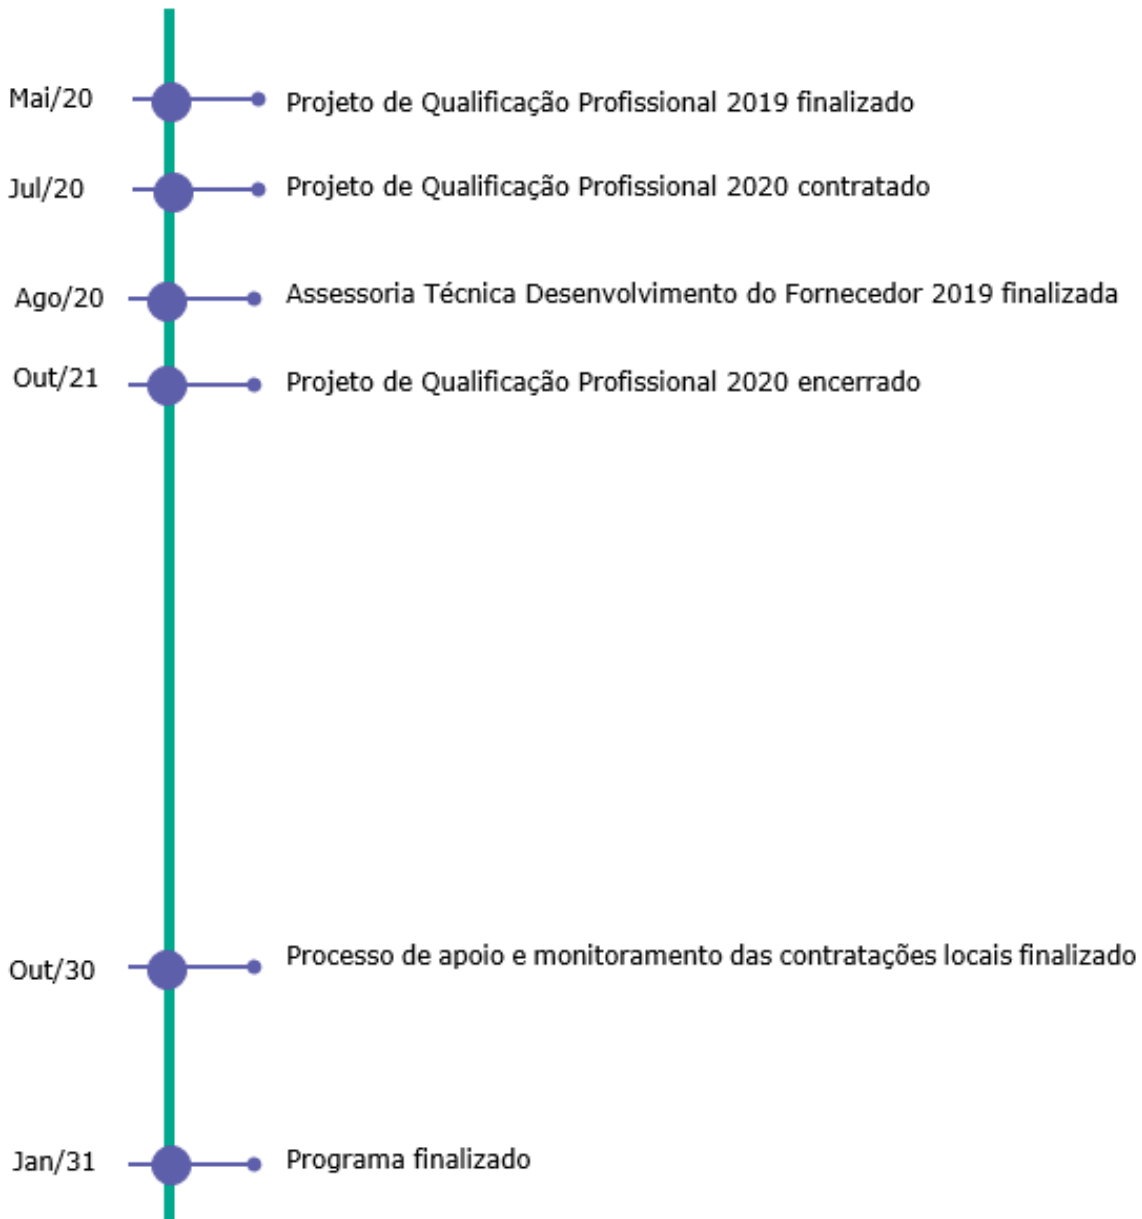 Mai/20 Projeto de Qualificação Profissional 2019 finalizado
Jul/20 Projeto de Qualificação Profissional 2020 contratado
Ago/20 Assessoria Técnica Desenvolvimento do Fornecedor 2019 finalizada
Out/21 Projeto de Qualificação Profissional 2020 encerrado
Out/30 Processo de apoio e monitoramento das contratações locais finalizado
Jan/31 Programa finalizado